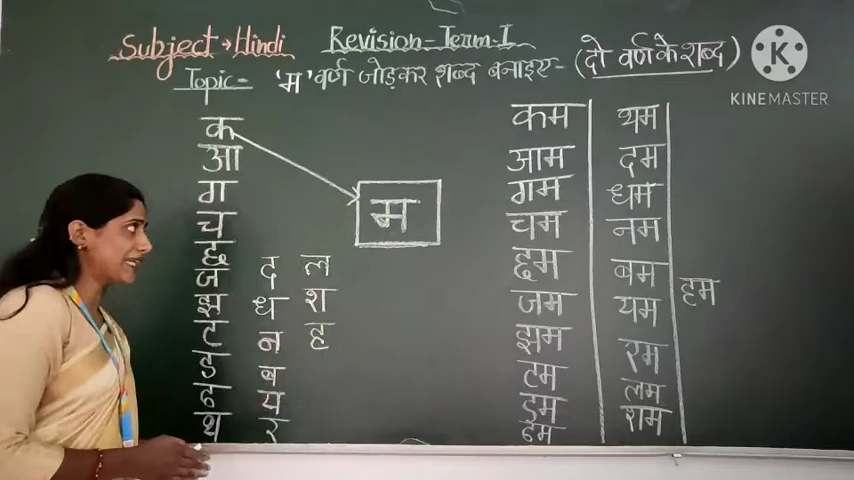 Subject→Hindi
Revision-Term-I
Topic= 'म' वर्ण जोड़कर शब्द बनाइए- (दो वर्ण के शब्द)
K
KINEMASTER
क
आ
ग
च
छ
ज
झ
ट
ड
थ
द
ध
न
ब
य
र
ल
श
ह
म
कम
आम
गम
चम
छम
जम
झम
टम
डम
थम
दम
धम
नम
बम
यम
रम
लम
शम
हम